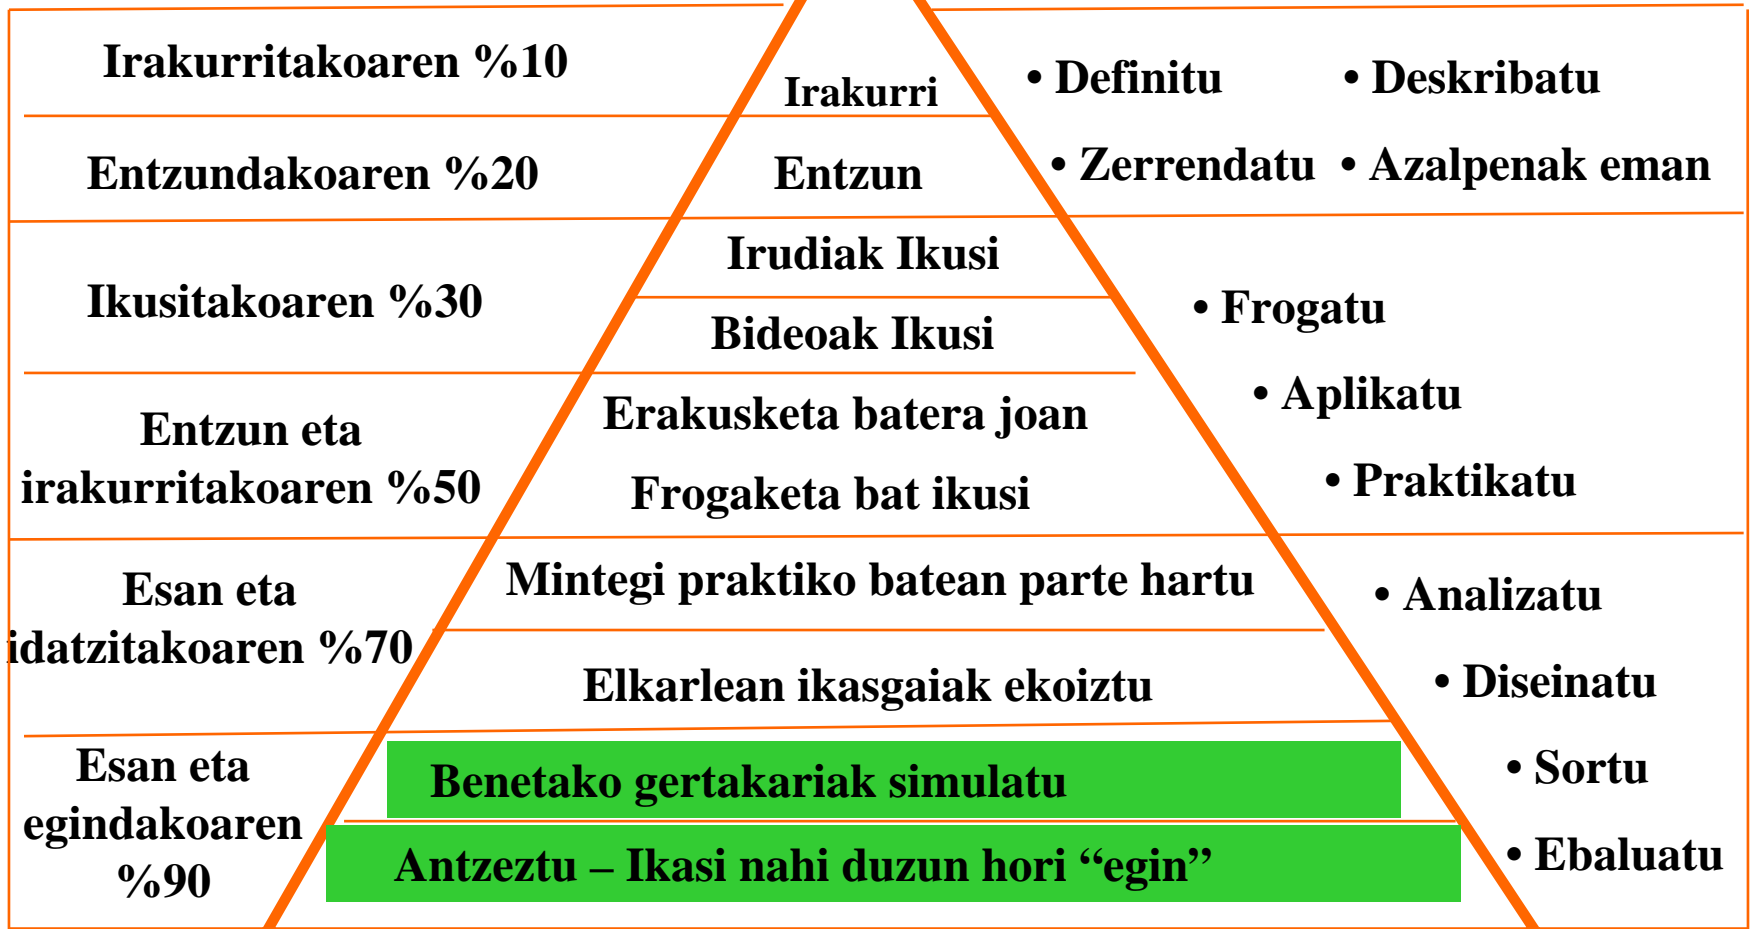 Irakurritakoaren %10
Irakurri
• Definitu
• Deskribatu
Entzundakoaren %20
Entzun
• Zerrendatu
• Azalpenak eman
Ikusitakoaren %30
Irudiak Ikusi
Bideoak Ikusi
• Frogatu
• Aplikatu
• Praktikatu
Entzun eta
irakurritakoaren %50
Erakusketa batera joan
Frogaketa bat ikusi
Esan eta
idatzitakoaren %70
Mintegi praktiko batean parte hartu
Elkarlean ikasgaiak ekoiztu
• Analizatu
• Diseinatu
• Sortu
• Ebaluatu
Esan eta
egindakoaren
%90
Benetako gertakariak simulatu
Antzeztu – Ikasi nahi duzun hori “egin”